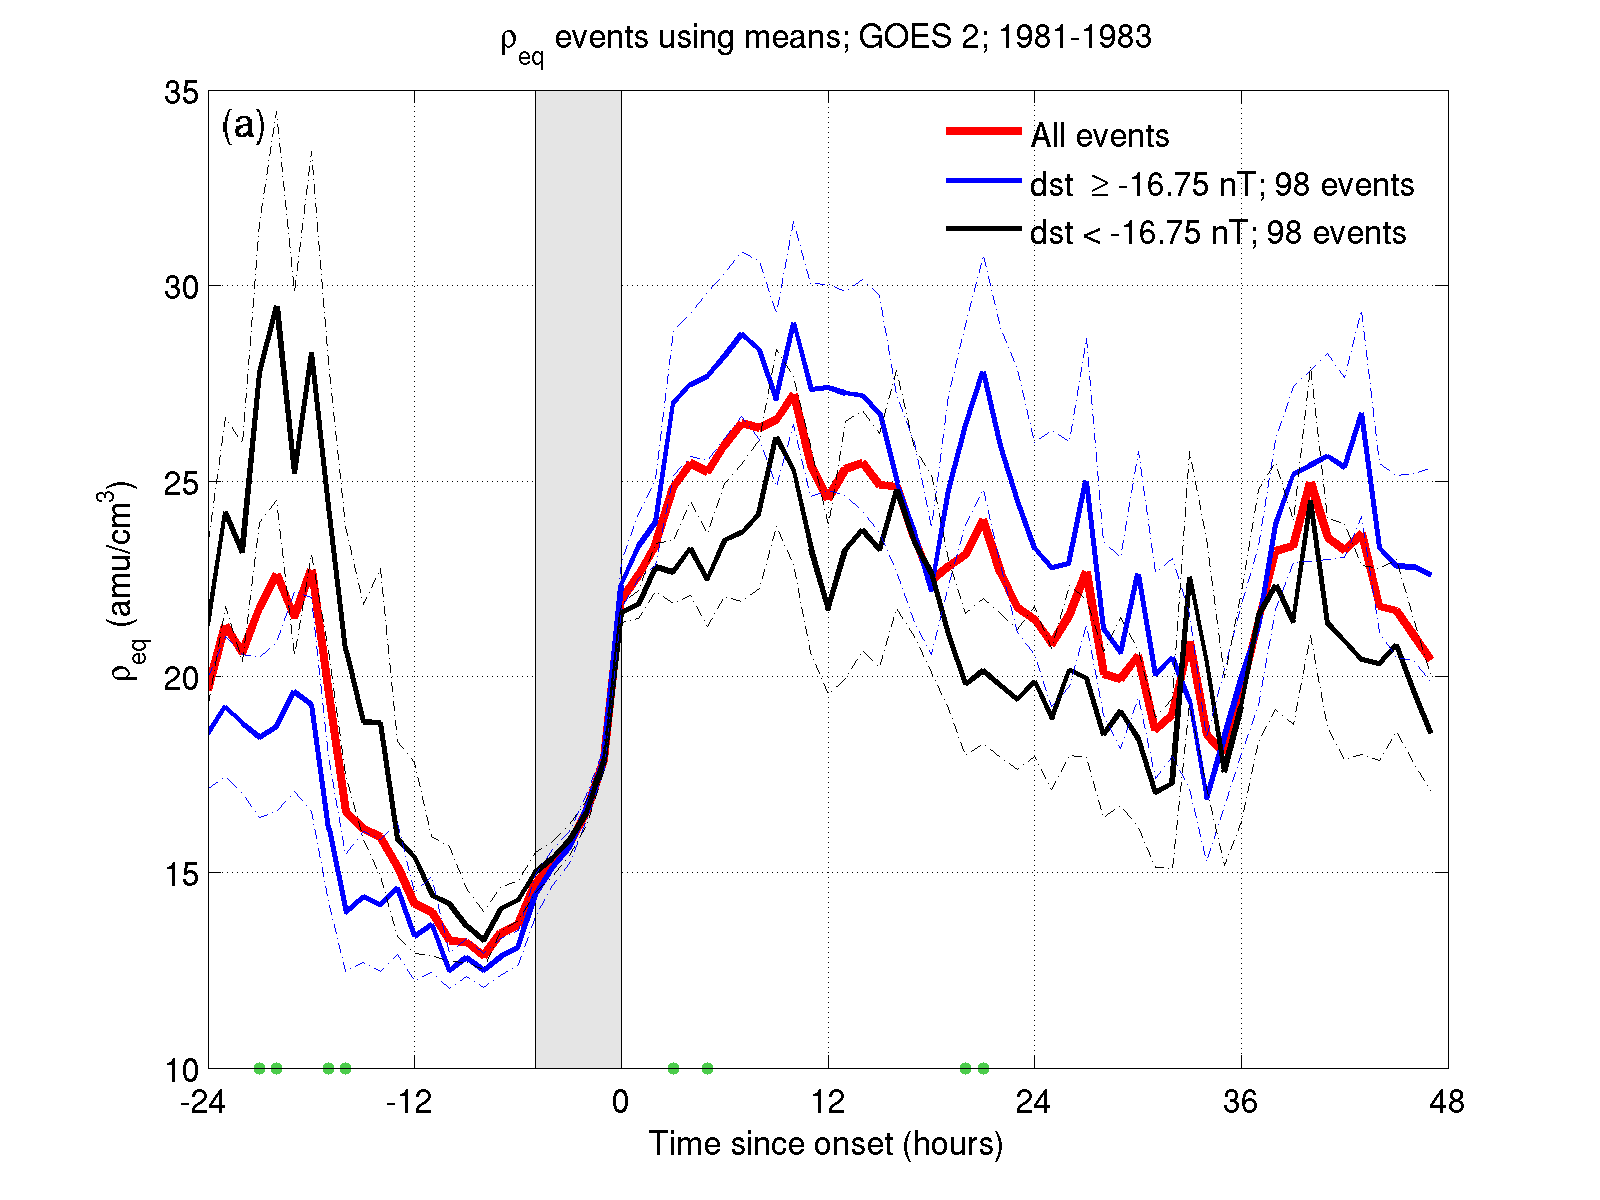 ρeq events using means; GOES 2; 1981-1983
(a)
All events
dst ≥ -16.75 nT; 98 events
dst < -16.75 nT; 98 events
35
30
25
20
15
10
ρeq (amu/cm³)
-24 -12 0 12 24 36 48
Time since onset (hours)